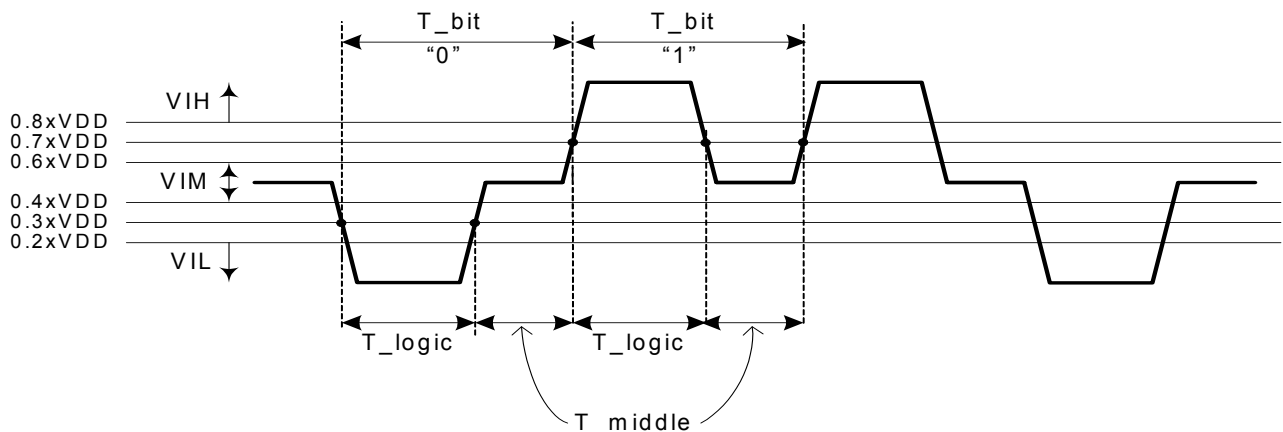 T_bit
"0"
T_bit
"1"
VIH
0.8xVDD
0.7xVDD
0.6xVDD
VIM
0.4xVDD
0.3xVDD
0.2xVDD
VIL
T_logic
T_logic
T middle